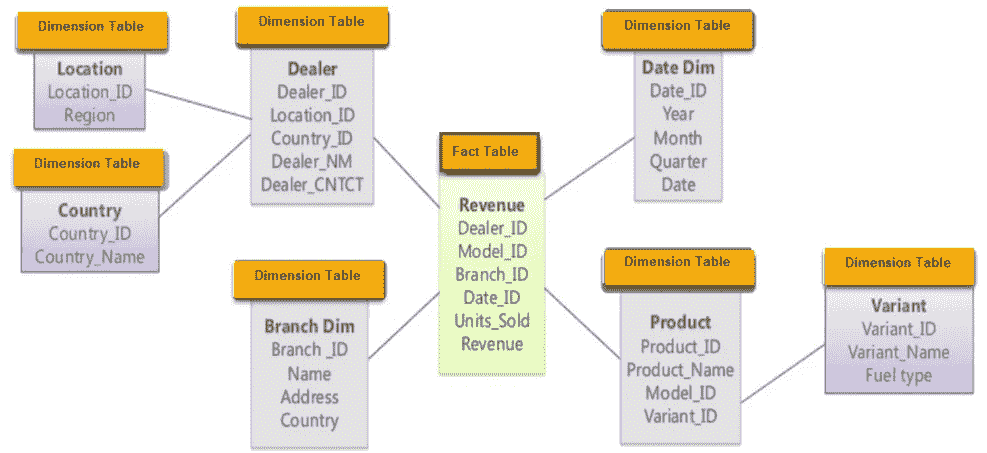 Dimension Table
Location
Location_ID
Region
Dimension Table
Country
Country_ID
Country_Name
Dimension Table
Dealer
Dealer_ID
Location_ID
Country_ID
Dealer_NM
Dealer_CNTCT
Dimension Table
Branch Dim
Branch _ID
Name
Address
Country
Fact Table
Revenue
Dealer_ID
Model_ID
Branch_ID
Date_ID
Units_Sold
Revenue
Dimension Table
Date Dim
Date_ID
Year
Month
Quarter
Date
Dimension Table
Product
Product_ID
Product_Name
Model_ID
Variant_ID
Dimension Table
Variant
Variant_ID
Variant_Name
Fuel type